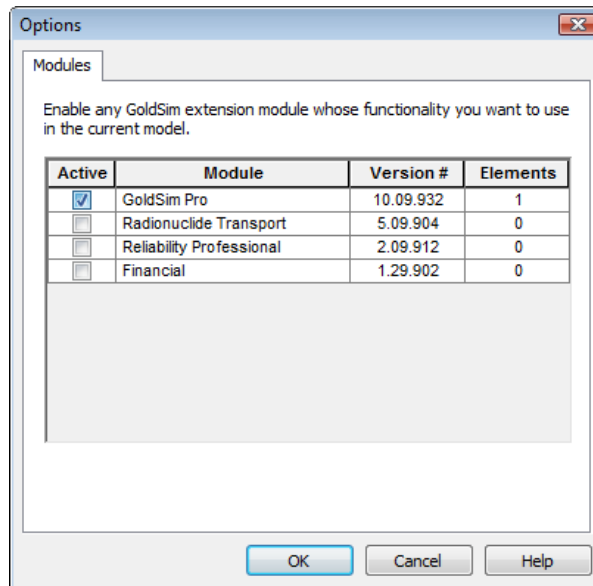 Options
Modules
Enable any GoldSim extension module whose functionality you want to use
in the current model.
Active Module Version # Elements
GoldSim Pro 10.09.932 1
Radionuclide Transport 5.09.904 0
Reliability Professional 2.09.912 0
Financial 1.29.902 0
OK Cancel Help